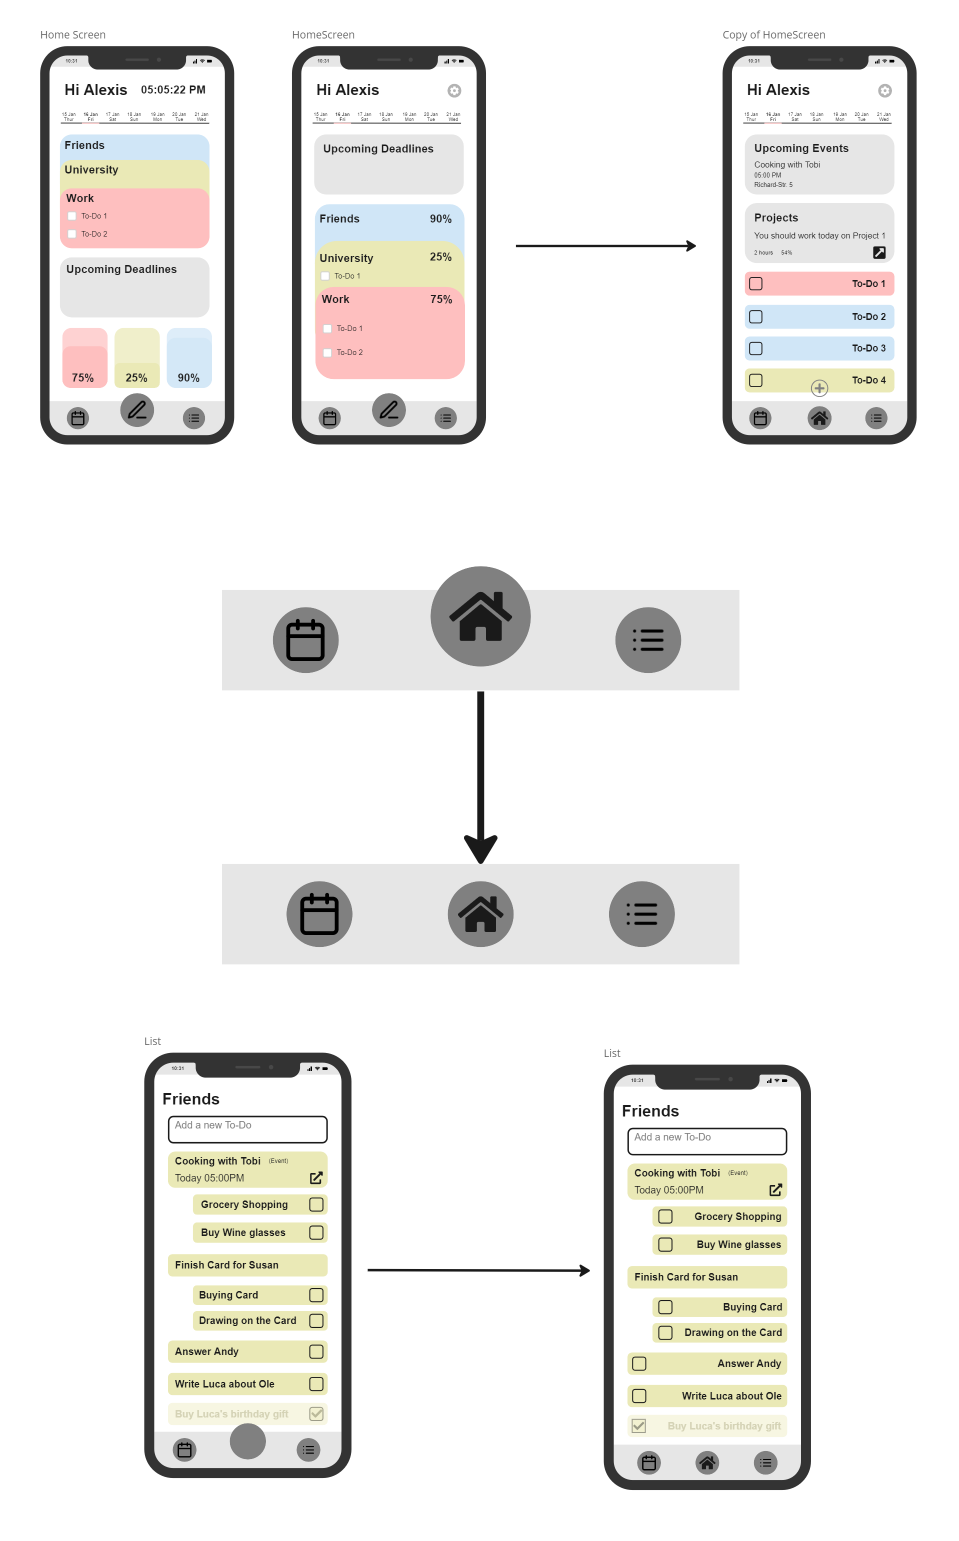 Home Screen
10:31
Hi Alexis 05:05:22 PM
15 Jan 16 Jan 17 Jan 18 Jan 19 Jan 20 Jan 21 Jan
Thur Fri Sat Sun Mon Tue Wed
Friends
University
Work
To-Do 1
To-Do 2
Upcoming Deadlines
75% 25% 90%
HomeScreen
10:31
Hi Alexis
15 Jan 16 Jan 17 Jan 18 Jan 19 Jan 20 Jan 21 Jan
Thur Fri Sat Sun Mon Tue Wed
Upcoming Deadlines
Friends 90%
University 25%
To-Do 1
Work 75%
To-Do 1
To-Do 2
Copy of HomeScreen
10:31
Hi Alexis
15 Jan 16 Jan 17 Jan 18 Jan 19 Jan 20 Jan 21 Jan
Thur Fri Sat Sun Mon Tue Wed
Upcoming Events
Cooking with Tobi
05:00 PM
Richard-Str. 5
Projects
You should work today on Project 1
2 hours 54%
To-Do 1
To-Do 2
To-Do 3
To-Do 4
List
10:31
Friends
Add a new To-Do
Cooking with Tobi (Event)
Today 05:00PM
Grocery Shopping
Buy Wine glasses
Finish Card for Susan
Buying Card
Drawing on the Card
Answer Andy
Write Luca about Ole
Buy Luca's birthday gift
List
10:31
Friends
Add a new To-Do
Cooking with Tobi (Event)
Today 05:00PM
Grocery Shopping
Buy Wine glasses
Finish Card for Susan
Buying Card
Drawing on the Card
Answer Andy
Write Luca about Ole
Buy Luca's birthday gift